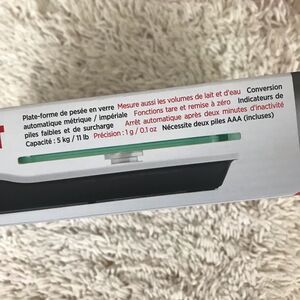 T
Plate-forme de pesée en verre Mesure aussi les volumes de lait et d'eau Conversion
automatique métrique / impériale Fonctions tare et remise à zéro Indicateurs de
piles faibles et de surcharge Arrêt automatique après deux minutes d'inactivité
Capacité : 5 kg / 11 lb Précision : 1 g / 0.1 oz Nécessite deux piles AAA (incluses)